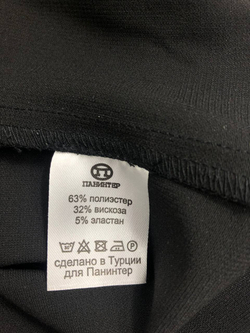 ПАНИНТЕР
63% полиэстер
32% вискоза
5% эластан
сделано в Турции
для Панинтер